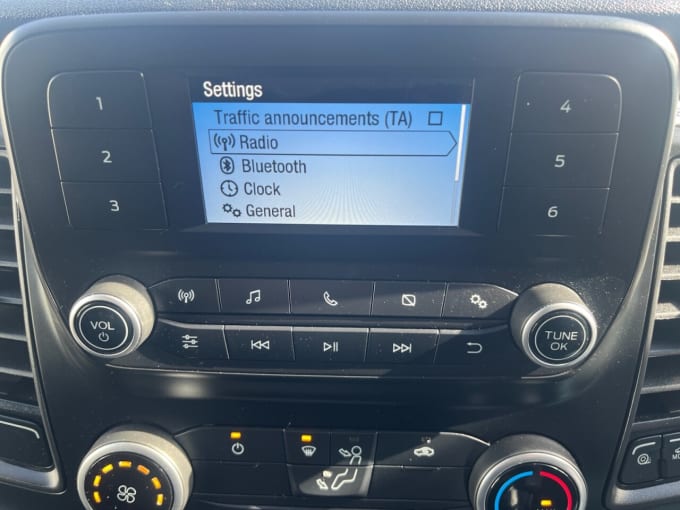 Settings
Traffic announcements (TA)
Radio
Bluetooth
Clock
General
1
2
3
4
5
6
VOL
TUNE
OK